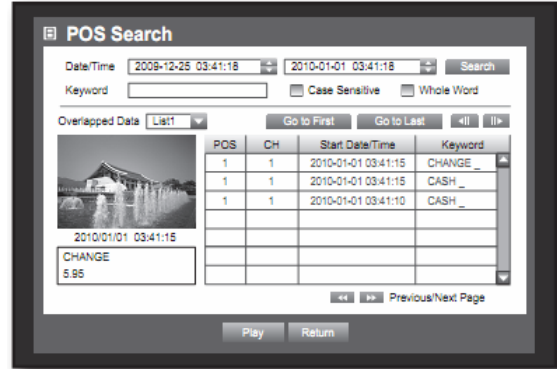 POS Search
Date/Time 2009-12-25 03:41:18 2010-01-01 03:41:18 Search
Keyword Case Sensitive Whole Word
Overlapped Data List1 Go to First Go to Last
POS CH Start Date/Time Keyword
1 1 2010-01-01 03:41:15 CHANGE _
1 1 2010-01-01 03:41:15 CASH _
1 1 2010-01-01 03:41:10 CASH _
2010/01/01 03:41:15
CHANGE
5.95
Previous/Next Page
Play Return